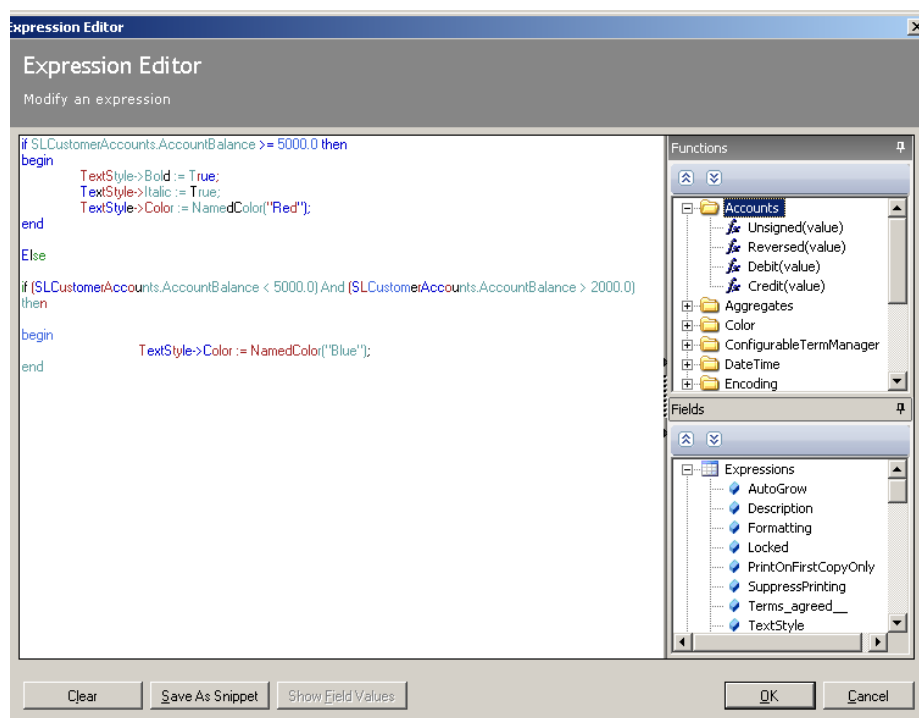 Expression Editor
Expression Editor
Modify an expression
if SLCustomerAccounts.AccountBalance >= 5000.0 then
begin
TextStyle->Bold := True;
TextStyle->Italic := True;
TextStyle->Color := NamedColor("Red");
end
Else
if (SLCustomerAccounts.AccountBalance < 5000.0) And (SLCustomerAccounts.AccountBalance > 2000.0)
then
begin
TextStyle->Color := NamedColor("Blue");
end
Functions
Accounts
Unsigned(value)
Reversed(value)
Debit(value)
Credit(value)
Aggregates
Color
ConfigurableTermManager
DateTime
Encoding
Fields
Expressions
AutoGrow
Description
Formatting
Locked
PrintOnFirstCopyOnly
SuppressPrinting
Terms_agreed__
TextStyle
Clear
Save As Snippet
Show Field Values
OK
Cancel